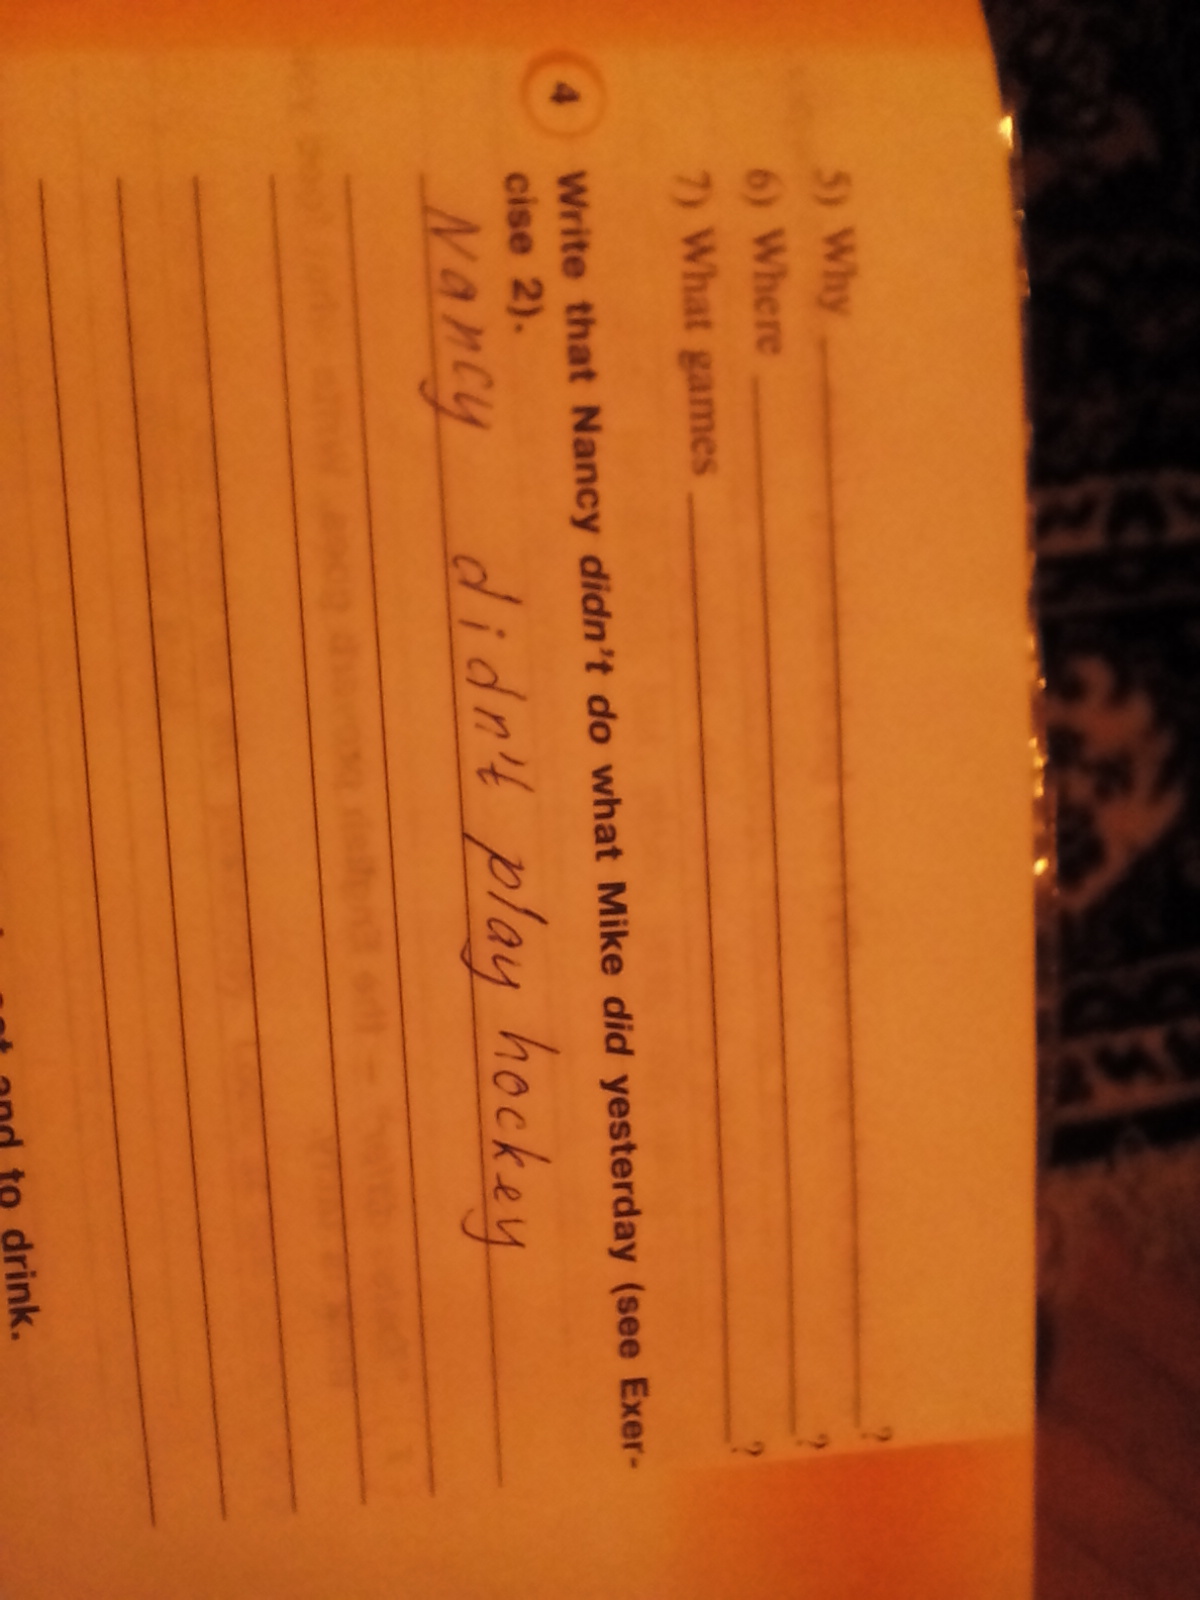 5) Why ?
6) Where ?
7) What games ?
4 Write that Nancy didn't do what Mike did yesterday (see Exer-
cise 2).
Nancy didn't play hockey
and to drink.